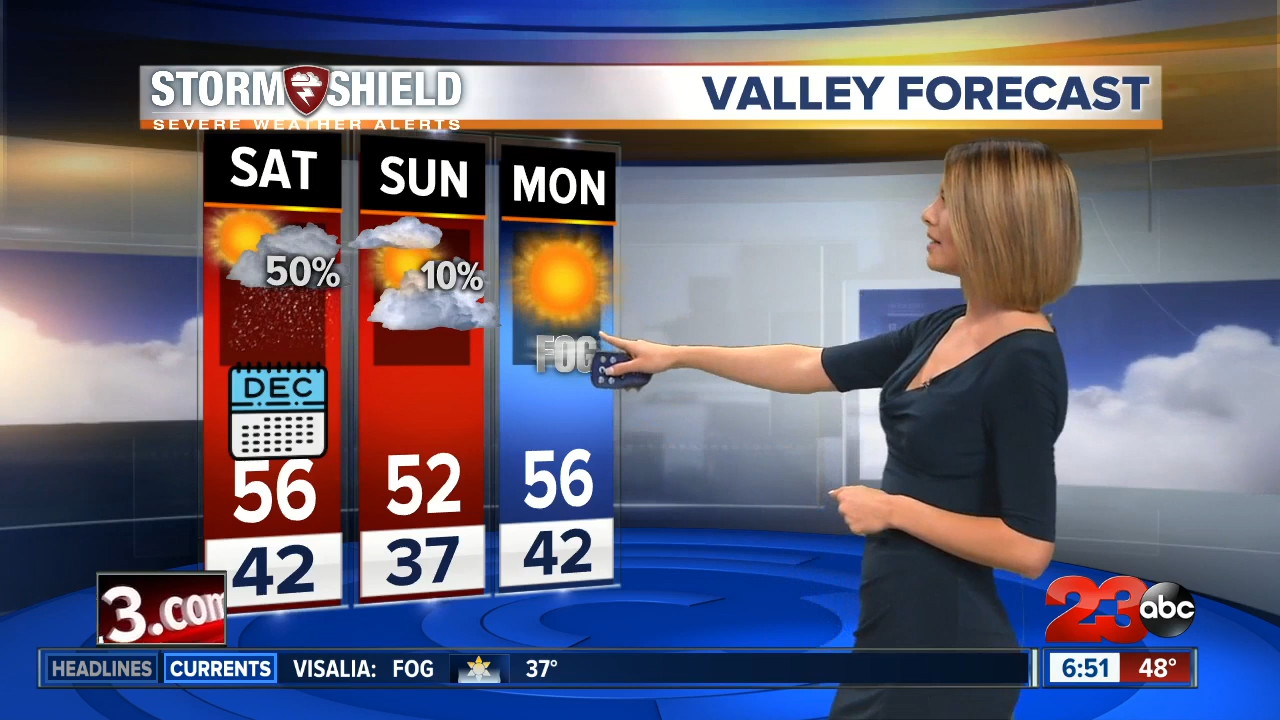 STORM SHIELD
SEVERE WEATHER ALERTS
VALLEY FORECAST
SAT
SUN
MON
50%
10%
FOG
DEC
56
52
56
42
37
42
3.com
23 abc
HEADLINES CURRENTS VISALIA: FOG 37°
6:51 48°